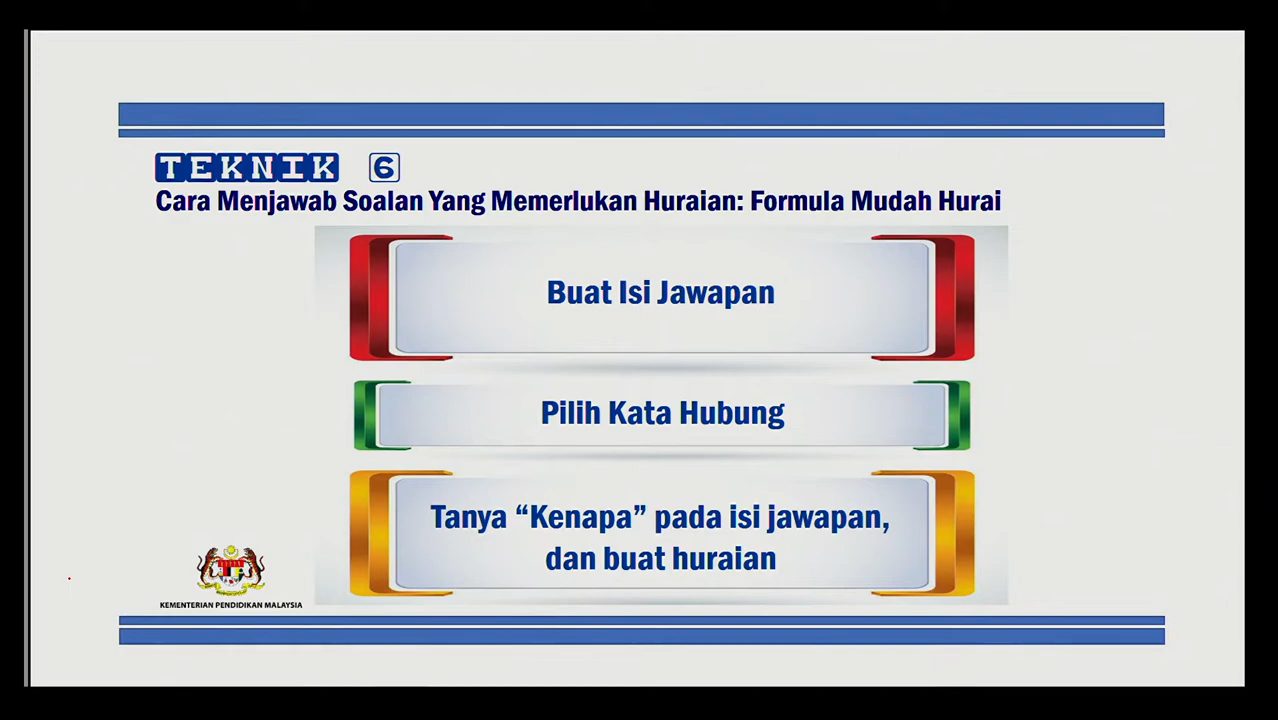 TEKNIK 6
Cara Menjawab Soalan Yang Memerlukan Huraian: Formula Mudah Hurai
Buat Isi Jawapan
Pilih Kata Hubung
Tanya “Kenapa” pada isi jawapan,
dan buat huraian
KEMENTERIAN PENDIDIKAN MALAYSIA